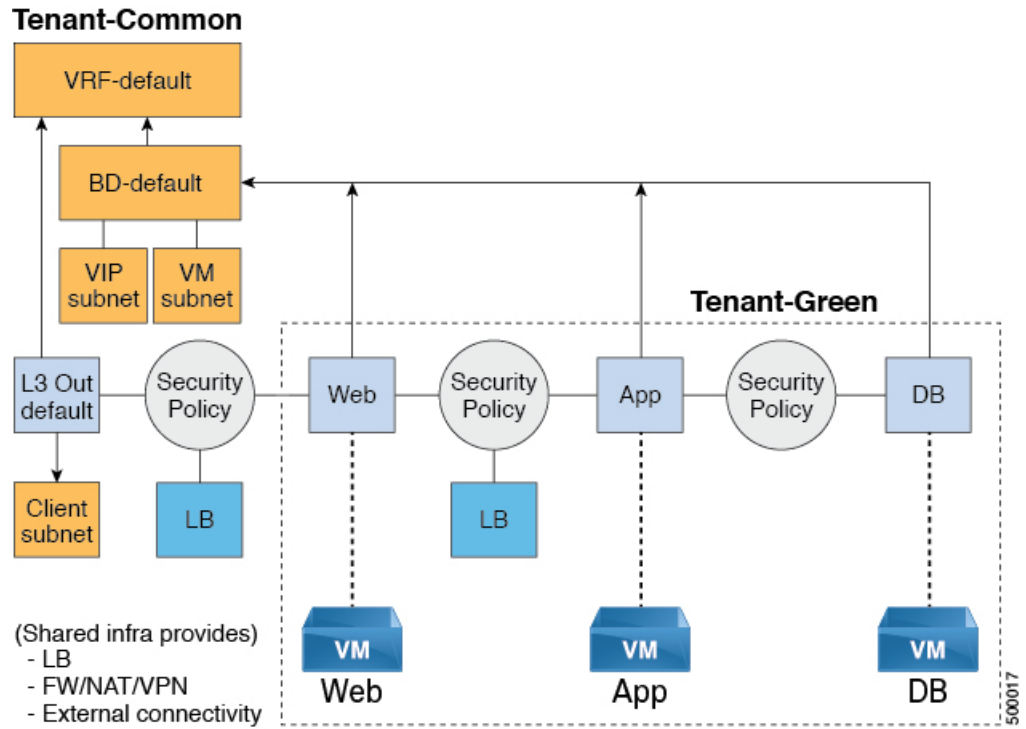 Tenant-Common
VRF-default
BD-default
VIP
subnet
VM
subnet
Tenant-Green
L3 Out
default
Security
Policy
Web
Security
Policy
App
Security
Policy
DB
Client
subnet
LB
LB
(Shared infra provides)
- LB
- FW/NAT/VPN
- External connectivity
VM
Web
VM
App
VM
DB
500017